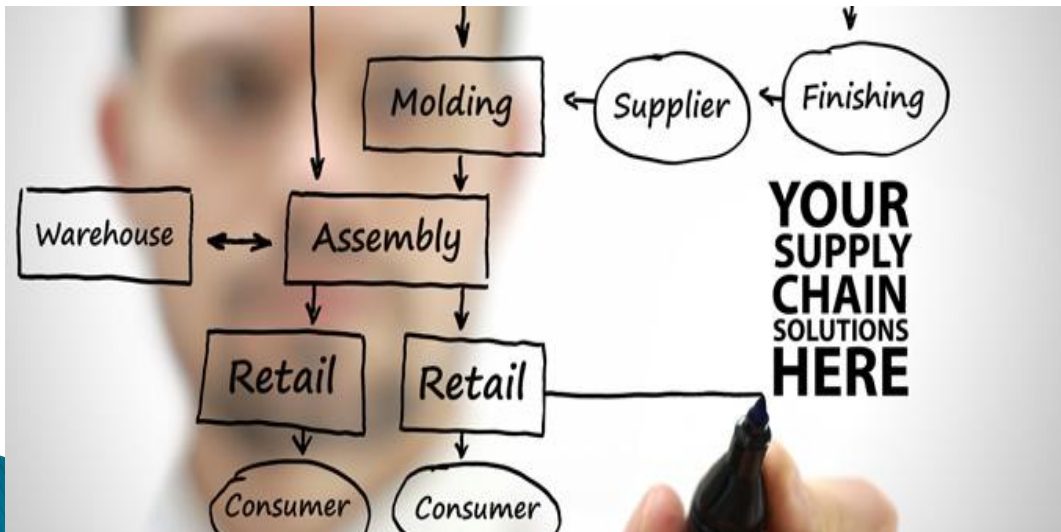 Molding
Supplier
Finishing
Warehouse
Assembly
YOUR
SUPPLY
CHAIN
SOLUTIONS
HERE
Retail
Retail
Consumer
Consumer